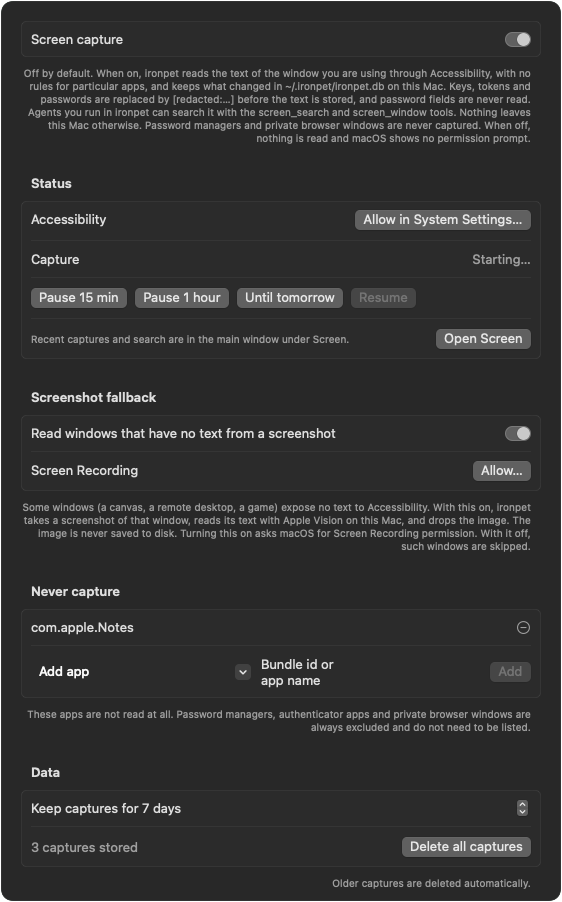 Screen capture
Off by default. When on, ironpet reads the text of the window you are using through Accessibility, with no
rules for particular apps, and keeps what changed in ~/.ironpet/ironpet.db on this Mac. Keys, tokens and
passwords are replaced by [redacted:...] before the text is stored, and password fields are never read.
Agents you run in ironpet can search it with the screen_search and screen_window tools. Nothing leaves
this Mac otherwise. Password managers and private browser windows are never captured. When off,
nothing is read and macOS shows no permission prompt.
Status
Accessibility
Allow in System Settings...
Capture
Starting...
Pause 15 min
Pause 1 hour
Until tomorrow
Resume
Recent captures and search are in the main window under Screen.
Open Screen
Screenshot fallback
Read windows that have no text from a screenshot
Screen Recording
Allow...
Some windows (a canvas, a remote desktop, a game) expose no text to Accessibility. With this on, ironpet
takes a screenshot of that window, reads its text with Apple Vision on this Mac, and drops the image. The
image is never saved to disk. Turning this on asks macOS for Screen Recording permission. With it off,
such windows are skipped.
Never capture
com.apple.Notes
Add app
Bundle id or
app name
Add
These apps are not read at all. Password managers, authenticator apps and private browser windows are
always excluded and do not need to be listed.
Data
Keep captures for 7 days
3 captures stored
Delete all captures
Older captures are deleted automatically.